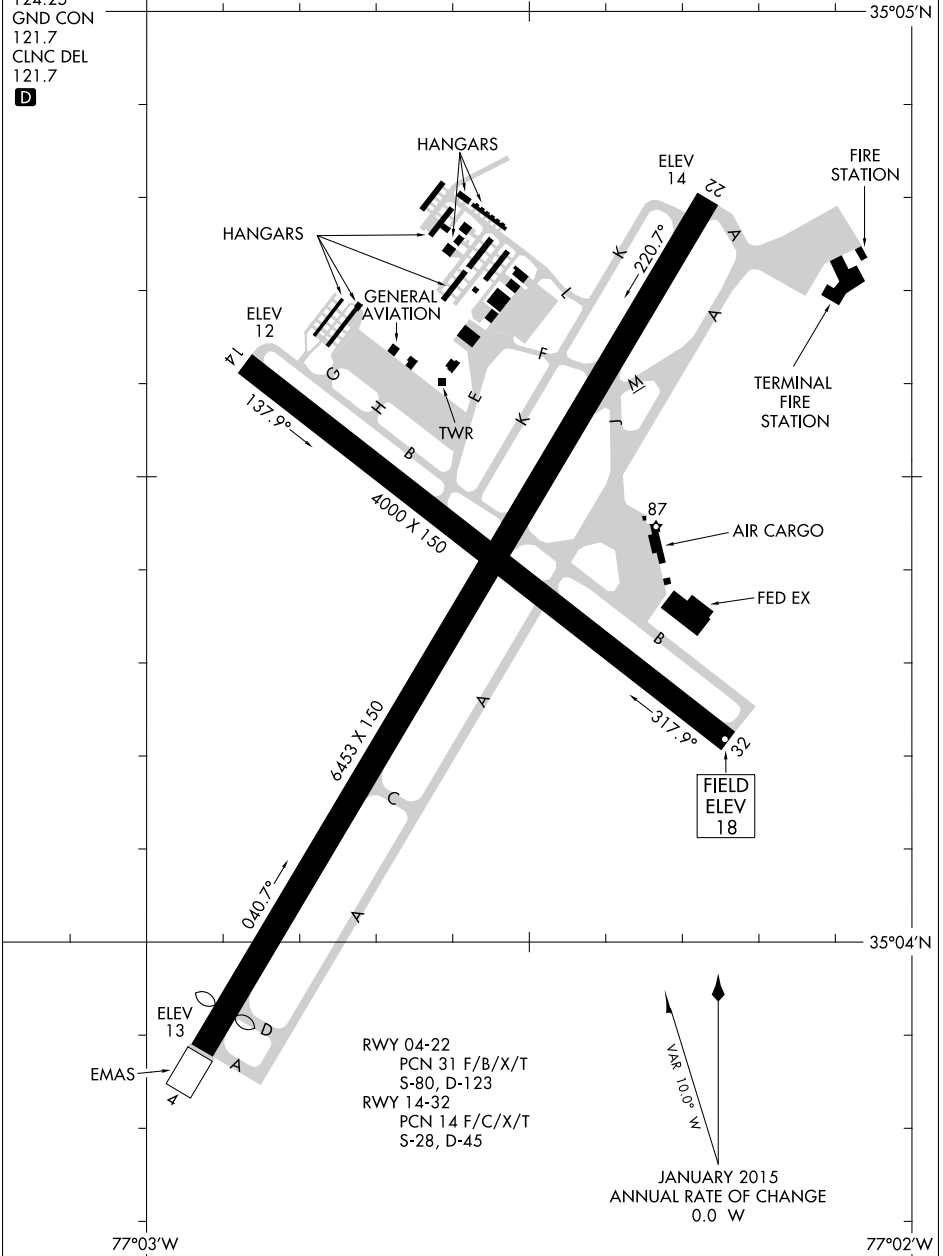 GND CON
121.7
CLNC DEL
121.7
D
35°05'N
HANGARS
ELEV
14
22
FIRE
STATION
HANGARS
K
220.7°
A
A
L
GENERAL
AVIATION
ELEV
12
14
G
H
F
M
E
K
J
TERMINAL
FIRE
STATION
TWR
137.9°
B
4000 X 150
87
AIR CARGO
FED EX
B
A
317.9°
32
FIELD
ELEV
18
6453 X 150
C
040.7°
A
35°04'N
ELEV
13
D
A
EMAS
4
RWY 04-22
PCN 31 F/B/X/T
S-80, D-123
RWY 14-32
PCN 14 F/C/X/T
S-28, D-45
VAR 10.0° W
JANUARY 2015
ANNUAL RATE OF CHANGE
0.0 W
77°03'W
77°02'W